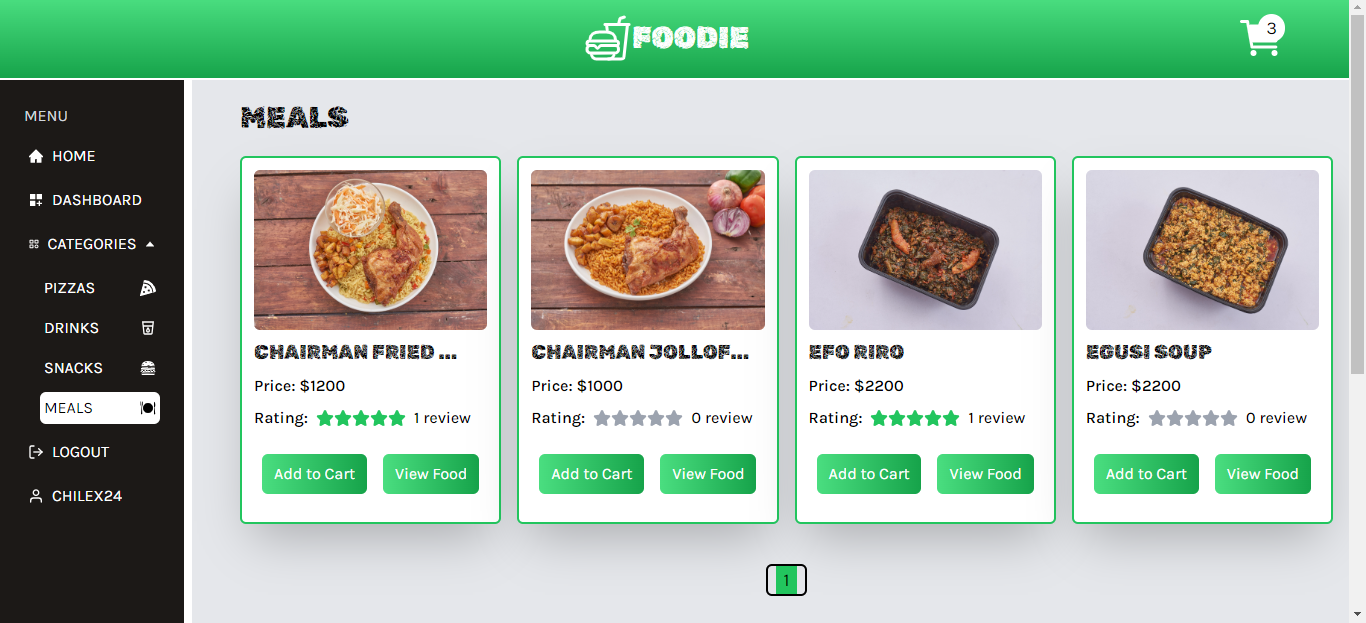 FOODIE
3
MENU
HOME
DASHBOARD
CATEGORIES
PIZZAS
DRINKS
SNACKS
MEALS
LOGOUT
CHILEX24
MEALS
CHAIRMAN FRIED ...
Price: $1200
Rating: 1 review
Add to Cart View Food
CHAIRMAN JOLLOF...
Price: $1000
Rating: 0 review
Add to Cart View Food
EFO RIRO
Price: $2200
Rating: 1 review
Add to Cart View Food
EGUSI SOUP
Price: $2200
Rating: 0 review
Add to Cart View Food
1